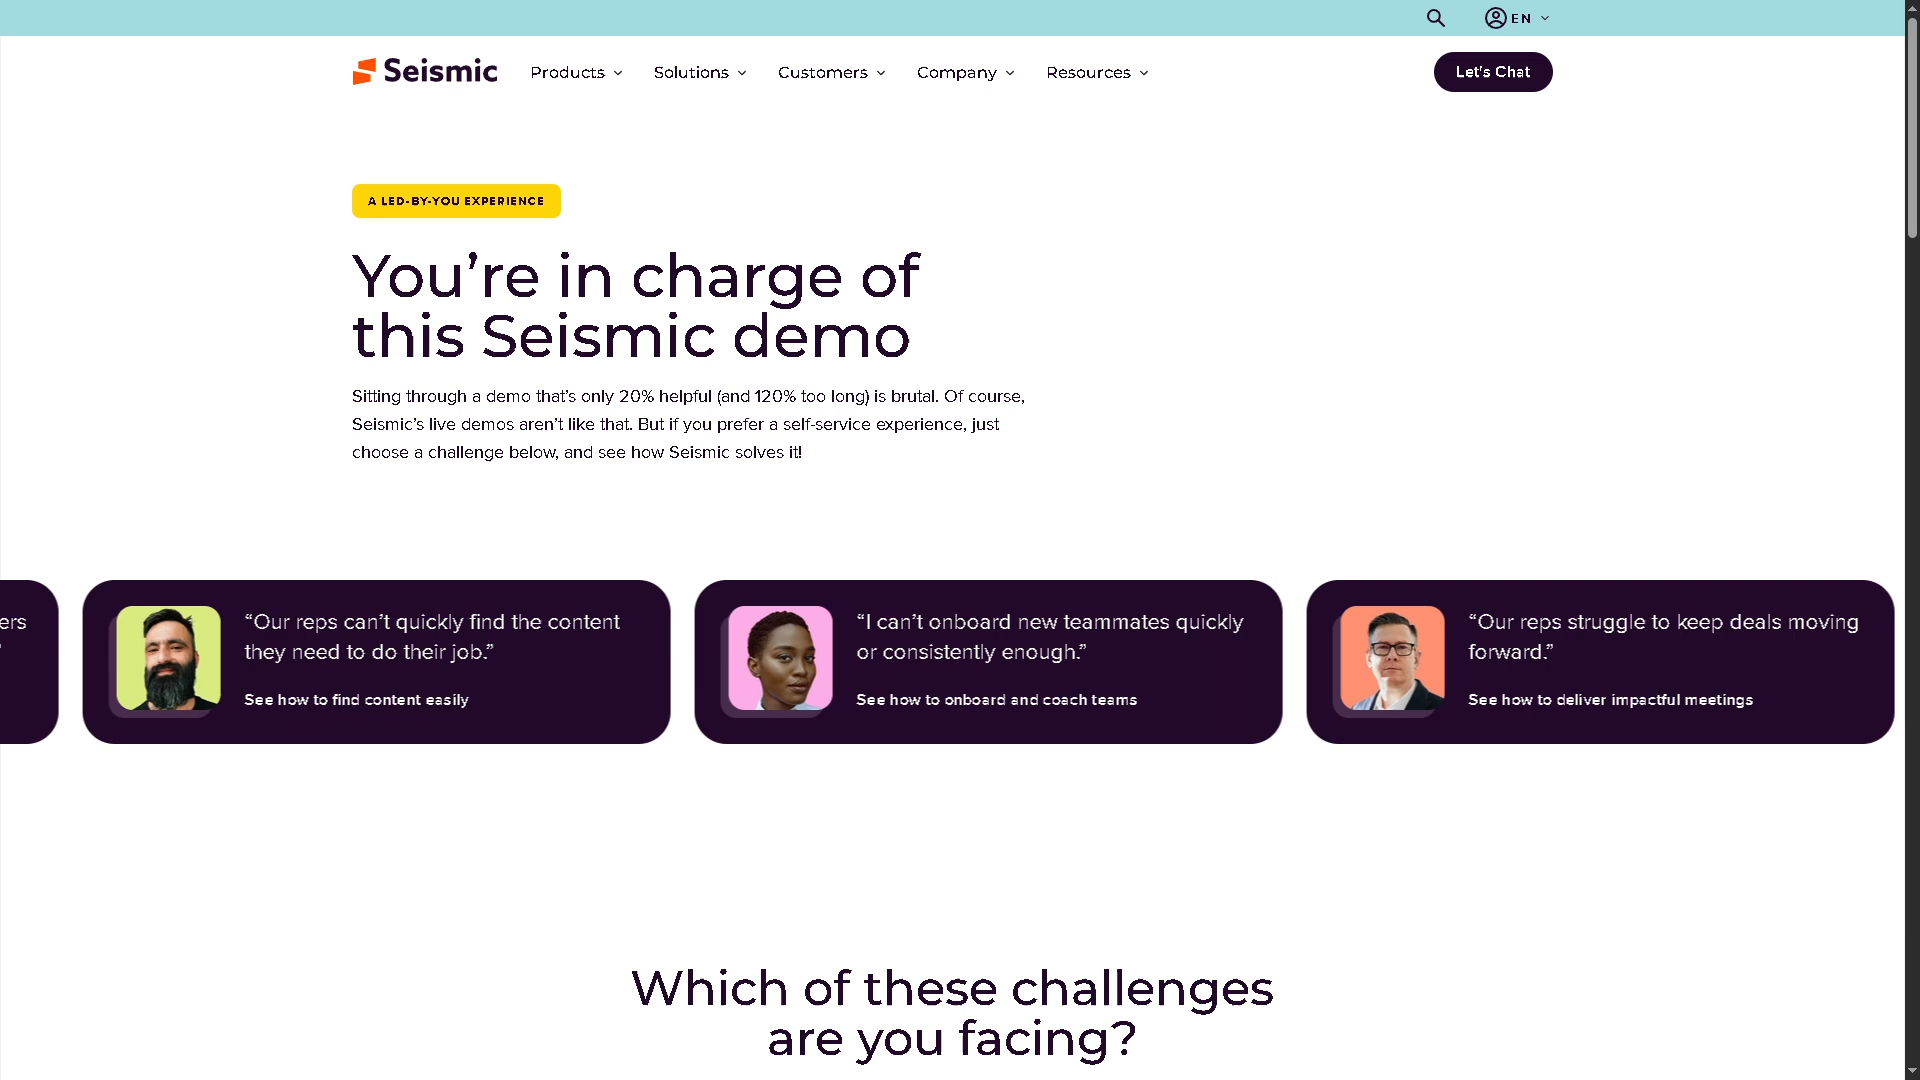 EN
Seismic
Products
Solutions
Customers
Company
Resources
Let's Chat
A LED-BY-YOU EXPERIENCE
You’re in charge of
this Seismic demo
Sitting through a demo that’s only 20% helpful (and 120% too long) is brutal. Of course,
Seismic’s live demos aren’t like that. But if you prefer a self-service experience, just
choose a challenge below, and see how Seismic solves it!
ers
”
“Our reps can’t quickly find the content
they need to do their job.”
See how to find content easily
“I can’t onboard new teammates quickly
or consistently enough.”
See how to onboard and coach teams
“Our reps struggle to keep deals moving
forward.”
See how to deliver impactful meetings
Which of these challenges
are you facing?